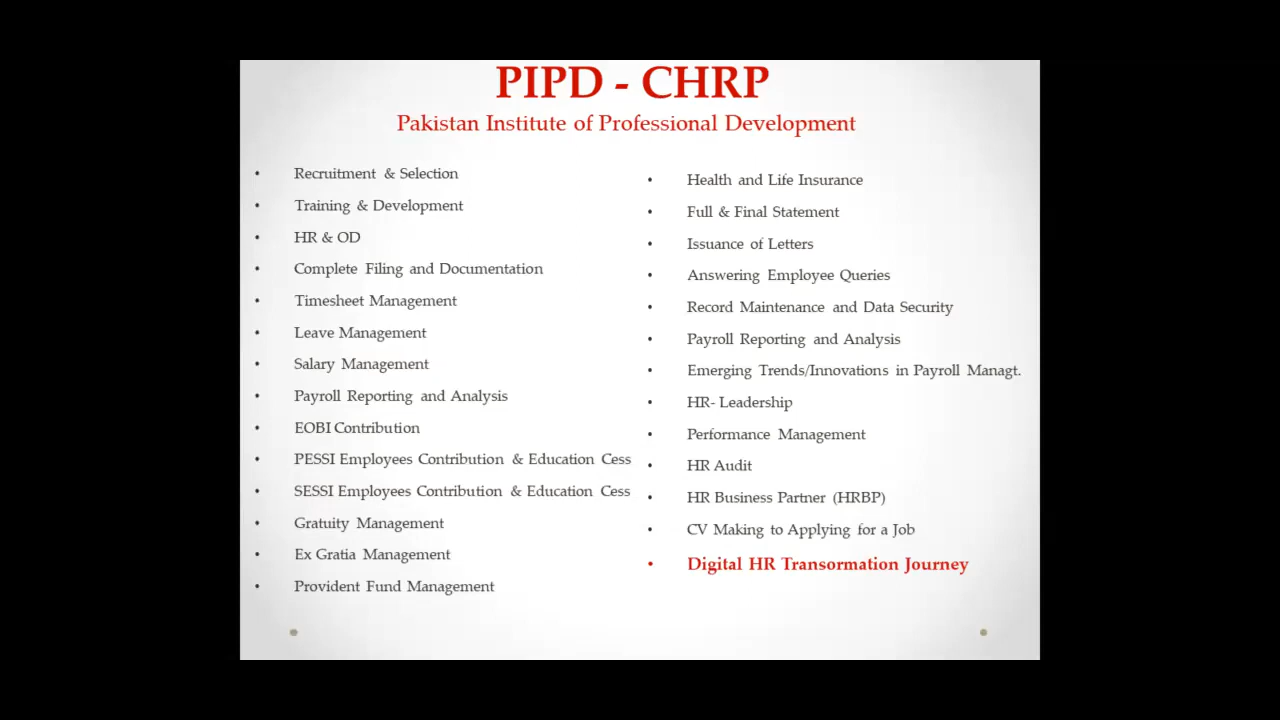 PIPD - CHRP
Pakistan Institute of Professional Development
• Recruitment & Selection
• Training & Development
• HR & OD
• Complete Filing and Documentation
• Timesheet Management
• Leave Management
• Salary Management
• Payroll Reporting and Analysis
• EOBI Contribution
• PESSI Employees Contribution & Education Cess
• SESSI Employees Contribution & Education Cess
• Gratuity Management
• Ex Gratia Management
• Provident Fund Management
• Health and Life Insurance
• Full & Final Statement
• Issuance of Letters
• Answering Employee Queries
• Record Maintenance and Data Security
• Payroll Reporting and Analysis
• Emerging Trends/Innovations in Payroll Managt.
• HR- Leadership
• Performance Management
• HR Audit
• HR Business Partner (HRBP)
• CV Making to Applying for a Job
• Digital HR Transormation Journey